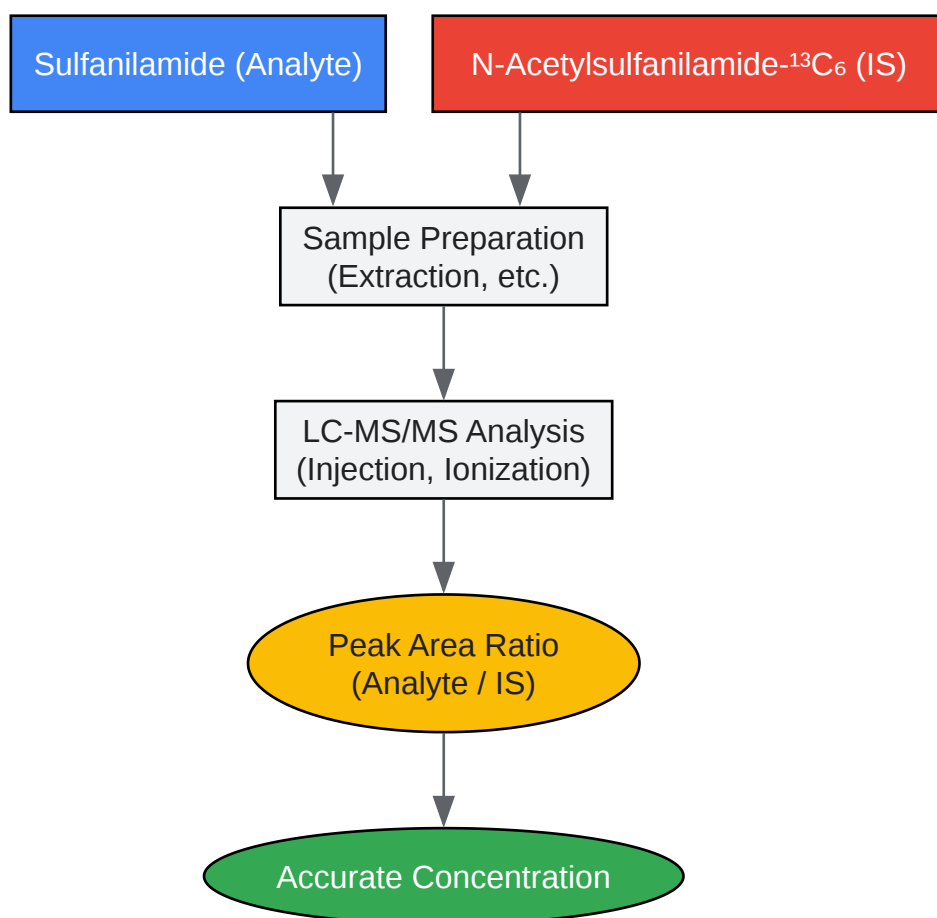 Sulfanilamide (Analyte)
N-Acetylsulfanilamide-¹³C₆ (IS)
Sample Preparation
(Extraction, etc.)
LC-MS/MS Analysis
(Injection, Ionization)
Peak Area Ratio
(Analyte / IS)
Accurate Concentration